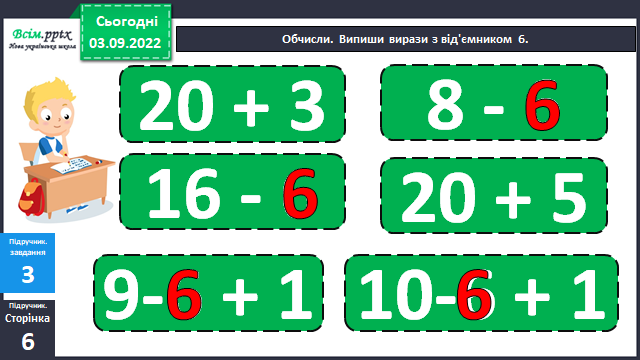 Всім.pptx
Нова українська школа
Сьогодні
03.09.2022
Обчисли. Випиши вирази з від'ємником 6.
20 + 3
8 - 6
16 - 6
20 + 5
9-6 + 1
10-6 + 1
Підручник.
завдання
3
Підручник.
Сторінка
6